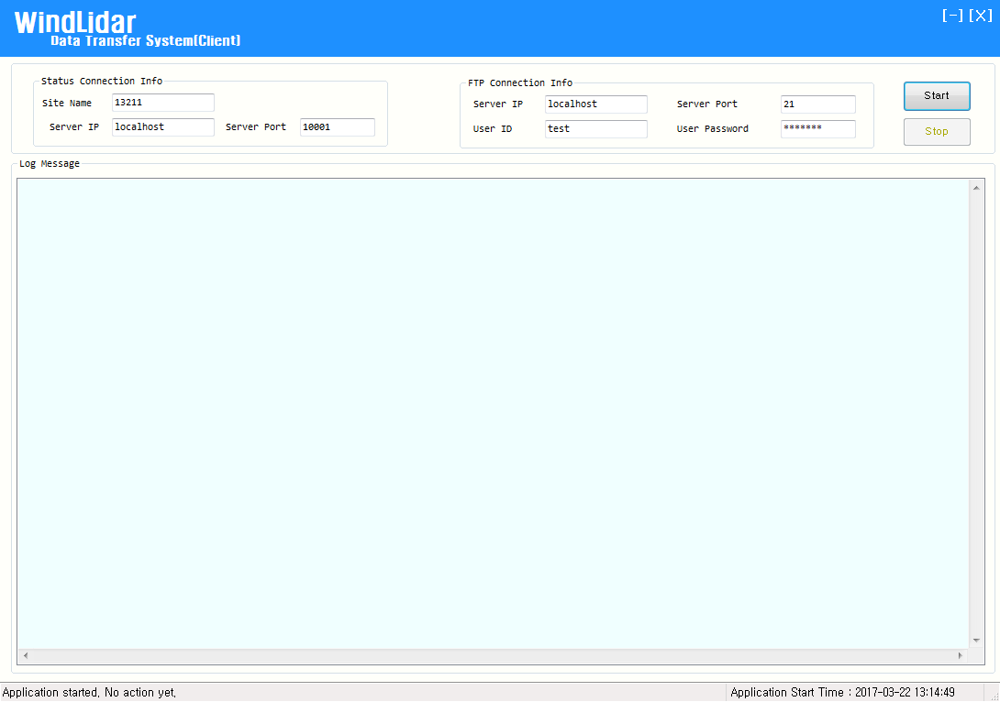 WindLidar
Data Transfer System(Client)
[-] [X]
Status Connection Info
Site Name 13211
Server IP localhost Server Port 10001
FTP Connection Info
Server IP localhost Server Port 21
User ID test User Password *******
Start
Stop
Log Message
Application started, No action yet,
Application Start Time : 2017-03-22 13:14:49